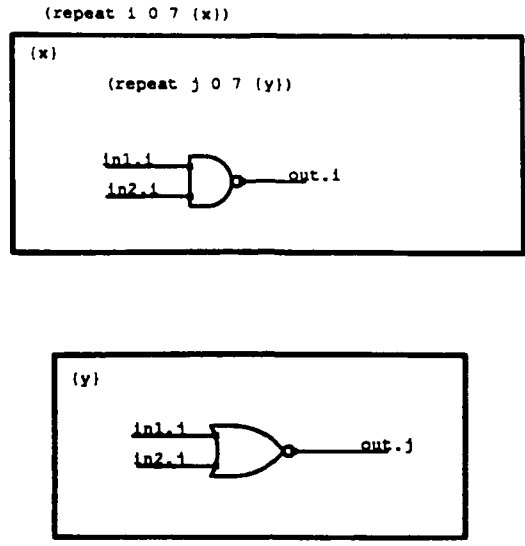 (repeat i 0 7 {x})
{x}
(repeat j 0 7 {y})
in1.i
in2.i
out.i
{y}
in1.j
in2.j
out.j